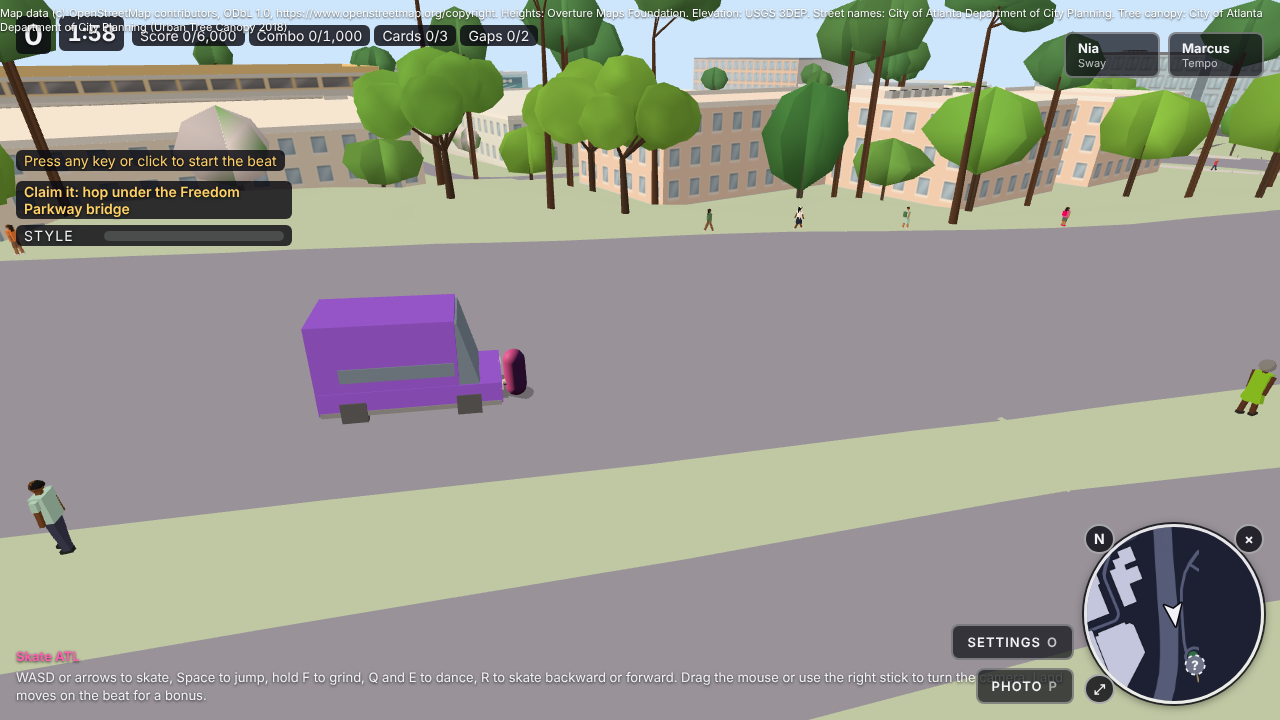 Map data (c) OpenStreetMap contributors, ODbL 1.0, https://www.openstreetmap.org/copyright. Heights: Overture Maps Foundation. Elevation: USGS 3DEP. Street names: City of Atlanta Department of City Planning. Tree canopy: City of Atlanta
Department of City Planning (Urban Tree Canopy 2018)
0 1:58 Score 0/6,000 Combo 0/1,000 Cards 0/3 Gaps 0/2
Nia
Sway
Marcus
Tempo
Press any key or click to start the beat
Claim it: hop under the Freedom
Parkway bridge
STYLE
N
×
?
SETTINGS O
PHOTO P
Skate ATL
WASD or arrows to skate, Space to jump, hold F to grind, Q and E to dance, R to skate backward or forward. Drag the mouse or use the right stick to turn the camera. Land
moves on the beat for a bonus.